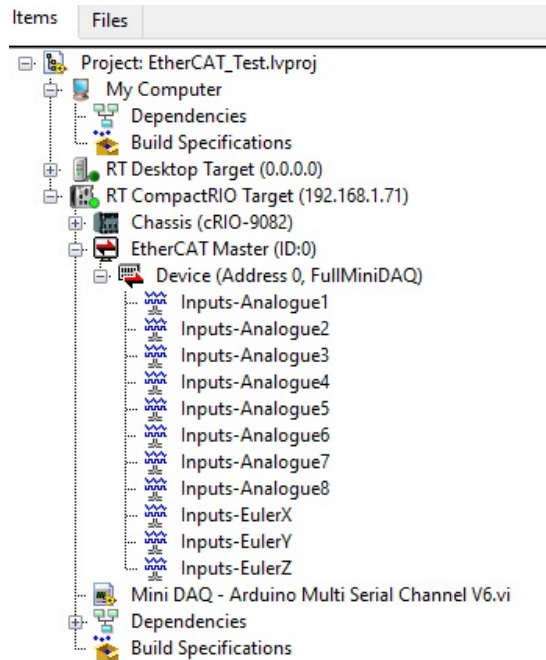 Items Files
Project: EtherCAT_Test.lvproj
My Computer
Dependencies
Build Specifications
RT Desktop Target (0.0.0.0)
RT CompactRIO Target (192.168.1.71)
Chassis (cRIO-9082)
EtherCAT Master (ID:0)
Device (Address 0, FullMiniDAQ)
Inputs-Analogue1
Inputs-Analogue2
Inputs-Analogue3
Inputs-Analogue4
Inputs-Analogue5
Inputs-Analogue6
Inputs-Analogue7
Inputs-Analogue8
Inputs-EulerX
Inputs-EulerY
Inputs-EulerZ
Mini DAQ - Arduino Multi Serial Channel V6.vi
Dependencies
Build Specifications